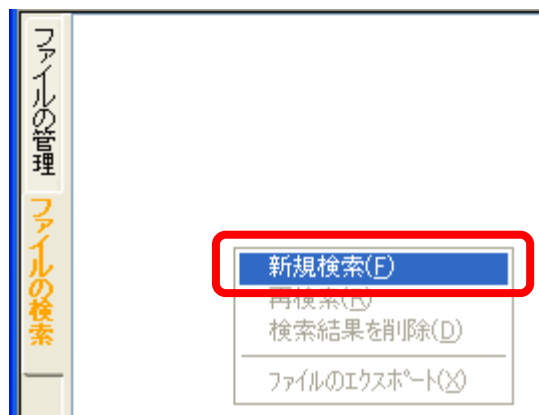 ファイルの管理
ファイルの検索
新規検索(F)
再検索(R)
検索結果を削除(D)
ファイルのエクスポート(X)